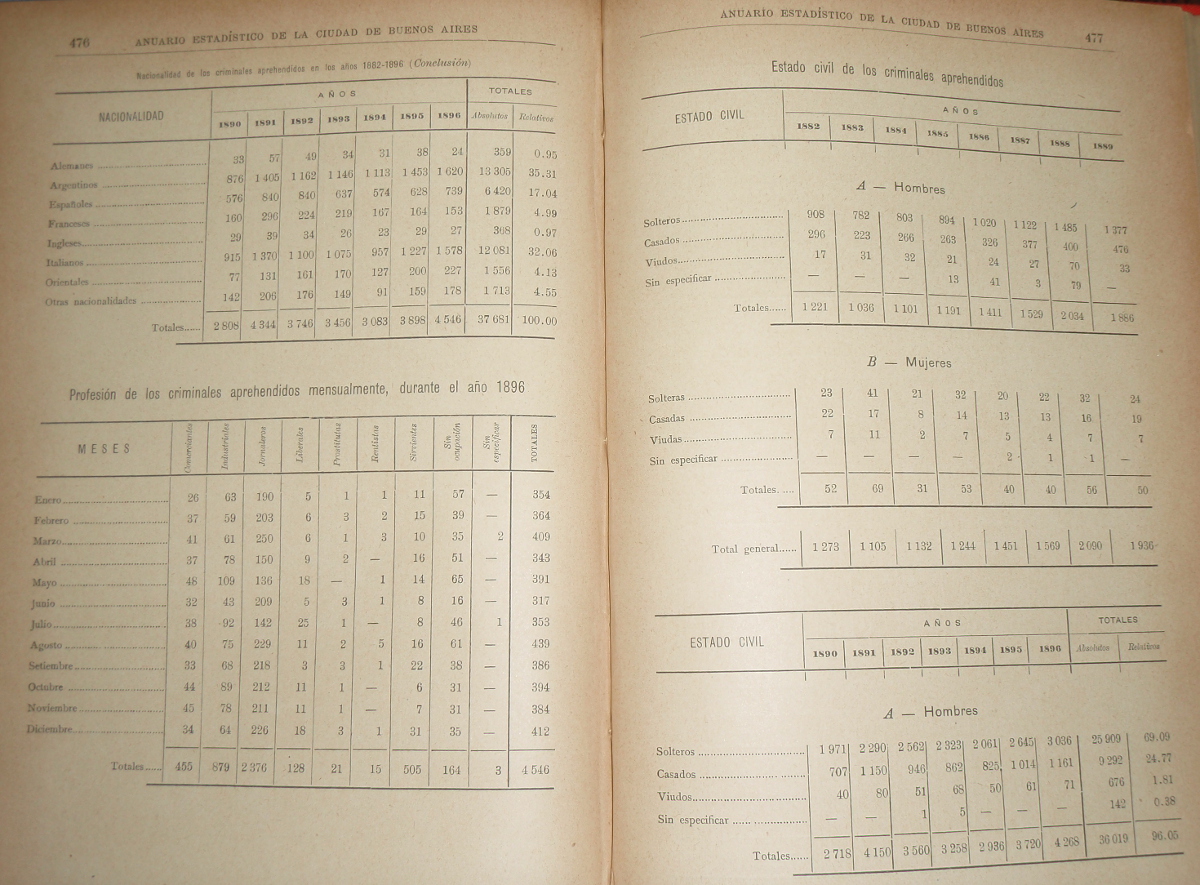 476 ANUARIO ESTADÍSTICO DE LA CIUDAD DE BUENOS AIRES
Nacionalidad de los criminales aprehendidos en los años 1882-1896 (Conclusión)
NACIONALIDAD AÑOS TOTALES
1890 1891 1892 1893 1894 1895 1896 Absolutos Relativos
Alemanes 33 57 49 34 31 38 24 359 0.95
Argentinos 876 1 405 1 162 1 146 1 113 1 453 1 620 13 305 35.31
Españoles 576 840 840 637 574 628 739 6 420 17.04
Franceses 160 296 224 219 167 164 153 1 879 4.99
Ingleses 29 39 34 26 23 29 27 368 0.97
Italianos 915 1 370 1 100 1 075 957 1 227 1 578 12 081 32.06
Orientales 77 131 161 170 127 200 227 1 556 4.13
Otras nacionalidades 142 206 176 149 91 159 178 1 713 4.55
Totales 2 808 4 344 3 746 3 456 3 083 3 898 4 546 37 681 100.00
Profesión de los criminales aprehendidos mensualmente, durante el año 1896
MESES Comerciantes Industriales Jornaleros Liberales Prostitutas Rentistas Sirvientes Sin ocupación Sin especificar TOTALES
Enero 26 63 190 5 1 1 11 57 — 354
Febrero 37 59 203 6 3 2 15 39 — 364
Marzo 41 61 250 6 1 3 10 35 2 409
Abril 37 78 150 9 2 — 16 51 — 343
Mayo 48 109 136 18 — 1 14 65 — 391
Junio 32 43 209 5 3 1 8 16 — 317
Julio 38 92 142 25 1 — 8 46 1 353
Agosto 40 75 229 11 2 5 16 61 — 439
Setiembre 33 68 218 3 3 1 22 38 — 386
Octubre 44 89 212 11 1 — 6 31 — 394
Noviembre 45 78 211 11 1 — 7 31 — 384
Diciembre 34 64 226 18 3 1 31 35 — 412
Totales 455 879 2 376 128 21 15 505 164 3 4 546
ANUARIO ESTADÍSTICO DE LA CIUDAD DE BUENOS AIRES 477
Estado civil de los criminales aprehendidos
ESTADO CIVIL AÑOS
1882 1883 1884 1885 1886 1887 1888 1889
A — Hombres
Solteros 908 782 803 894 1 020 1 122 1 485 1 377
Casados 296 223 266 263 326 377 400 476
Viudos 17 31 32 21 24 27 70 33
Sin especificar — — — 13 41 3 79 —
Totales 1 221 1 036 1 101 1 191 1 411 1 529 2 034 1 886
B — Mujeres
Solteras 23 41 21 32 20 22 32 24
Casadas 22 17 8 14 13 13 16 19
Viudas 7 11 2 7 5 4 7 7
Sin especificar — — — — 2 1 1 —
Totales 52 69 31 53 40 40 56 50
Total general 1 273 1 105 1 132 1 244 1 451 1 569 2 090 1 936
ESTADO CIVIL AÑOS TOTALES
1890 1891 1892 1893 1894 1895 1896 Absolutos Relativos
A — Hombres
Solteros 1 971 2 290 2 562 2 323 2 061 2 645 3 036 25 909 69.09
Casados 707 1 150 946 862 825 1 014 1 161 9 292 24.77
Viudos 40 80 51 68 50 61 71 676 1.81
Sin especificar — — 1 5 — — — 142 0.38
Totales 2 718 4 150 3 560 3 258 2 936 3 720 4 268 36 019 96.05